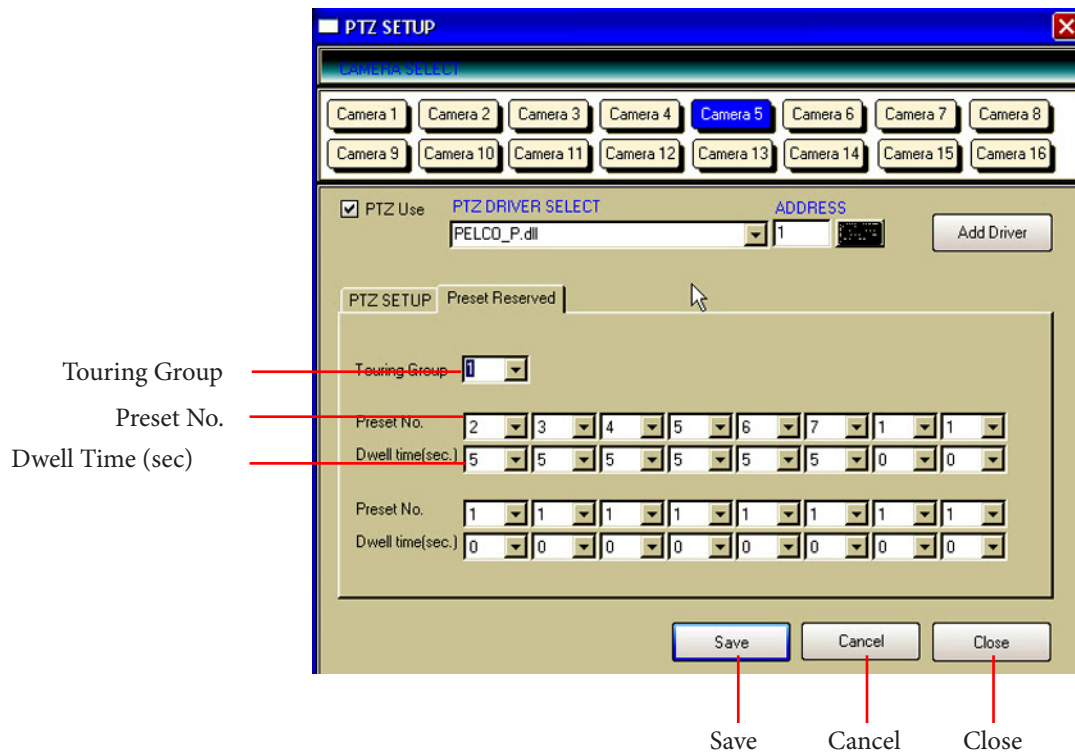 PTZ SETUP
CAMERA SELECT
Camera 1 Camera 2 Camera 3 Camera 4 Camera 5 Camera 6 Camera 7 Camera 8
Camera 9 Camera 10 Camera 11 Camera 12 Camera 13 Camera 14 Camera 15 Camera 16
PTZ Use PTZ DRIVER SELECT ADDRESS
PELCO_P.dll 1 Add Driver
PTZ SETUP Preset Reserved
Touring Group Touring Group 1
Preset No. Preset No. 2 3 4 5 6 7 1 1
Dwell Time (sec) Dwell time(sec.) 5 5 5 5 5 5 0 0
Preset No. 1 1 1 1 1 1 1 1
Dwell time(sec.) 0 0 0 0 0 0 0 0
Save Cancel Close
Save Cancel Close